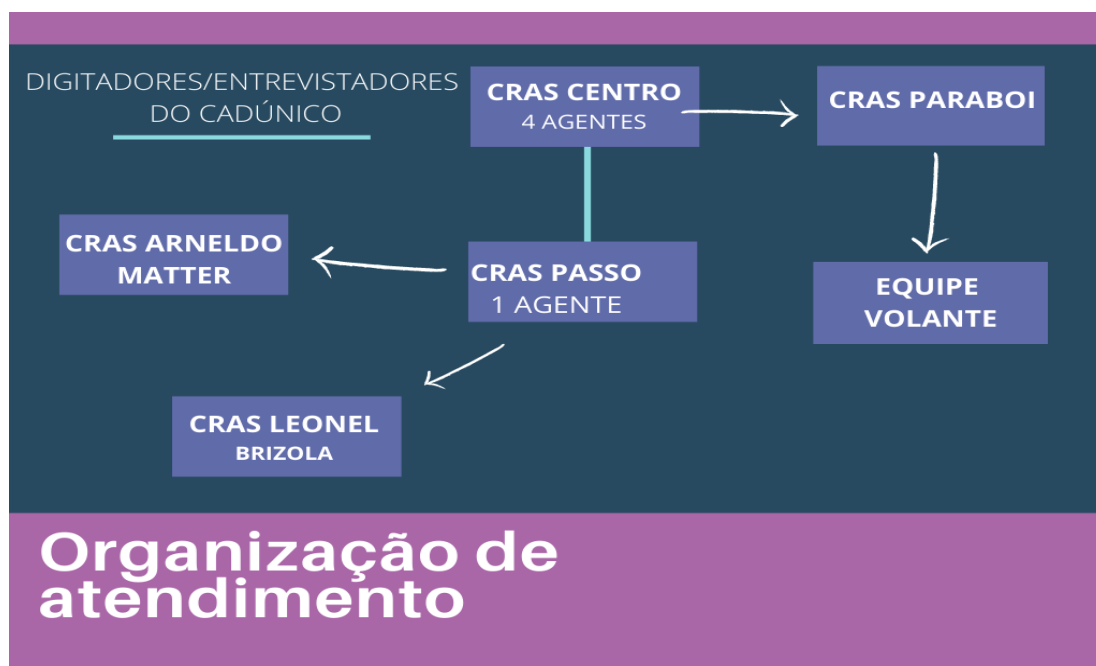 DIGITADORES/ENTREVISTADORES
DO CADÚNICO
CRAS CENTRO
4 AGENTES
CRAS PARABOI
CRAS ARNELDO
MATTER
CRAS PASSO
1 AGENTE
EQUIPE
VOLANTE
CRAS LEONEL
BRIZOLA
Organização de
atendimento